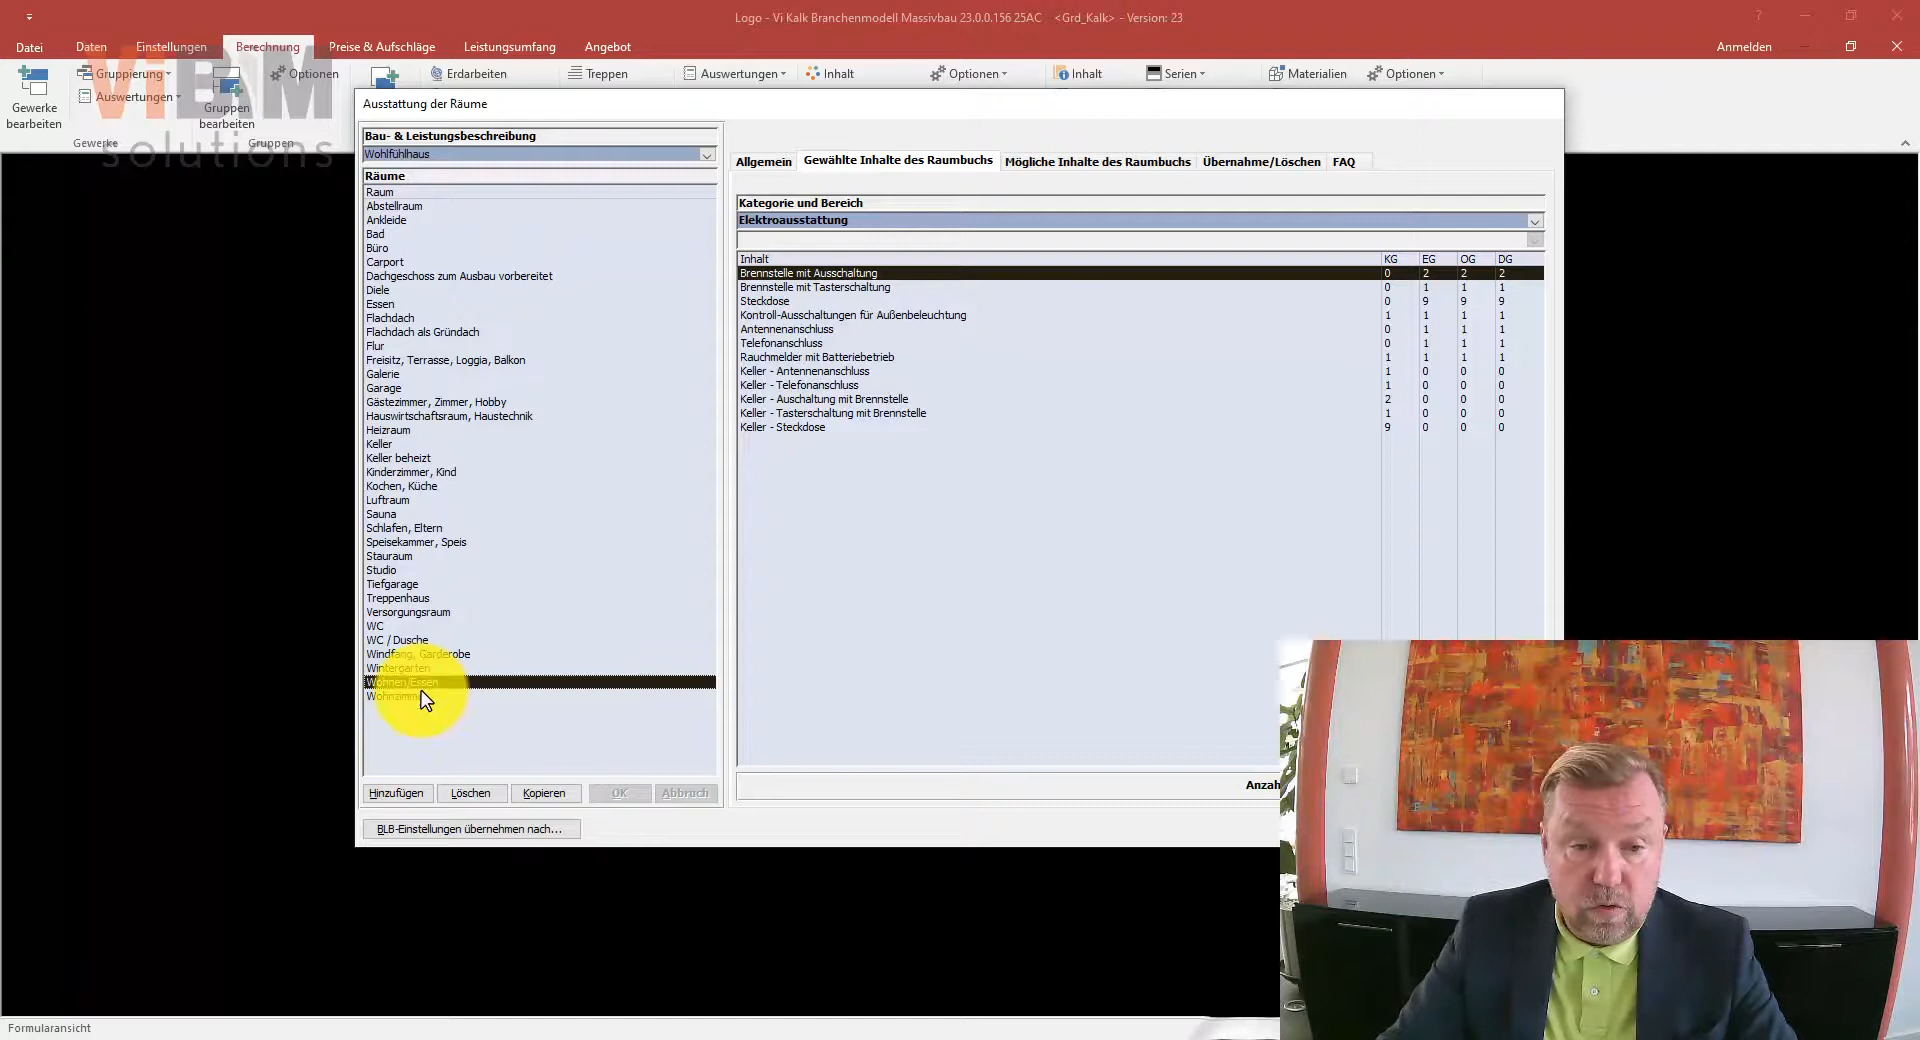 Logo - Vi Kalk Branchenmodell Massivbau 23.0.0.156 25AC <Grd_Kalk> - Version: 23
Datei Daten Einstellungen Berechnung Preise & Aufschläge Leistungsumfang Angebot Anmelden
Gruppierung Optionen Erdarbeiten Treppen Auswertungen Inhalt Optionen Inhalt Serien Materialien Optionen
Auswertungen
Gewerke bearbeiten
Gruppen bearbeiten
Gewerke Gruppen
ViBAM
solutions
Ausstattung der Räume
Bau- & Leistungsbeschreibung
Wohlfühlhaus
Räume
Raum
Abstellraum
Ankleide
Bad
Büro
Carport
Dachgeschoss zum Ausbau vorbereitet
Diele
Essen
Flachdach
Flachdach als Gründach
Flur
Freisitz, Terrasse, Loggia, Balkon
Galerie
Garage
Gästezimmer, Zimmer, Hobby
Hauswirtschaftsraum, Haustechnik
Heizraum
Keller
Keller beheizt
Kinderzimmer, Kind
Kochen, Küche
Luftraum
Sauna
Schlafen, Eltern
Speisekammer, Speis
Stauraum
Studio
Tiefgarage
Treppenhaus
Versorgungsraum
WC
WC / Dusche
Windfang, Garderobe
Wintergarten
Wohnen/Essen
Hinzufügen Löschen Kopieren OK Abbruch
BLB-Einstellungen übernehmen nach...
Allgemein Gewählte Inhalte des Raumbuchs Mögliche Inhalte des Raumbuchs Übernahme/Löschen FAQ
Kategorie und Bereich
Elektroausstattung
Inhalt KG EG OG DG
Brennstelle mit Ausschaltung 0 2 2 2
Brennstelle mit Tasterschaltung 0 1 1 1
Steckdose 0 9 9 9
Kontroll-Ausschaltungen für Außenbeleuchtung 1 1 1 1
Antennenanschluss 0 1 1 1
Telefonanschluss 0 1 1 1
Rauchmelder mit Batteriebetrieb 1 1 1 1
Keller - Antennenanschluss 1 0 0 0
Keller - Telefonanschluss 1 0 0 0
Keller - Auschaltung mit Brennstelle 2 0 0 0
Keller - Tasterschaltung mit Brennstelle 1 0 0 0
Keller - Steckdose 9 0 0 0
Anzah
Formularansicht